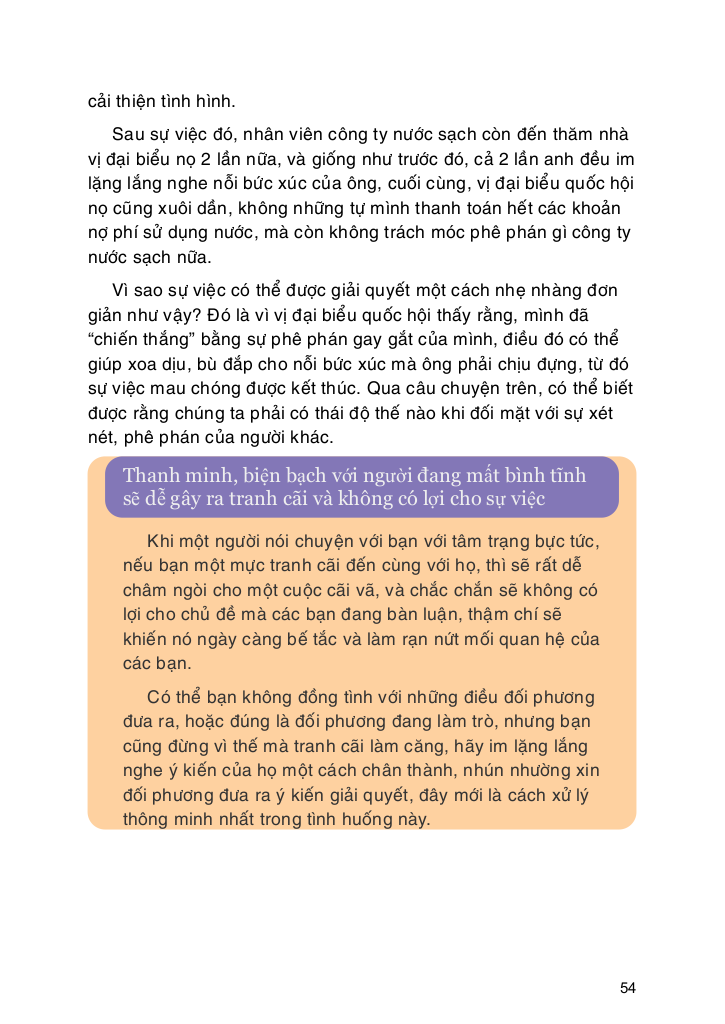 cải thiện tình hình.
Sau sự việc đó, nhân viên công ty nước sạch còn đến thăm nhà
vị đại biểu nọ 2 lần nữa, và giống như trước đó, cả 2 lần anh đều im
lặng lắng nghe nỗi bức xúc của ông, cuối cùng, vị đại biểu quốc hội
nọ cũng xuôi dần, không những tự mình thanh toán hết các khoản
nợ phí sử dụng nước, mà còn không trách móc phê phán gì công ty
nước sạch nữa.
Vì sao sự việc có thể được giải quyết một cách nhẹ nhàng đơn
giản như vậy? Đó là vì vị đại biểu quốc hội thấy rằng, mình đã
“chiến thắng” bằng sự phê phán gay gắt của mình, điều đó có thể
giúp xoa dịu, bù đắp cho nỗi bức xúc mà ông phải chịu đựng, từ đó
sự việc mau chóng được kết thúc. Qua câu chuyện trên, có thể biết
được rằng chúng ta phải có thái độ thế nào khi đối mặt với sự xét
nét, phê phán của người khác.
Thanh minh, biện bạch với người đang mất bình tĩnh
sẽ dễ gây ra tranh cãi và không có lợi cho sự việc
Khi một người nói chuyện với bạn với tâm trạng bực tức,
nếu bạn một mực tranh cãi đến cùng với họ, thì sẽ rất dễ
châm ngòi cho một cuộc cãi vã, và chắc chắn sẽ không có
lợi cho chủ đề mà các bạn đang bàn luận, thậm chí sẽ
khiến nó ngày càng bế tắc và làm rạn nứt mối quan hệ của
các bạn.
Có thể bạn không đồng tình với những điều đối phương
đưa ra, hoặc đúng là đối phương đang làm trò, nhưng bạn
cũng đừng vì thế mà tranh cãi làm căng, hãy im lặng lắng
nghe ý kiến của họ một cách chân thành, nhún nhường xin
đối phương đưa ra ý kiến giải quyết, đây mới là cách xử lý
thông minh nhất trong tình huống này.
54